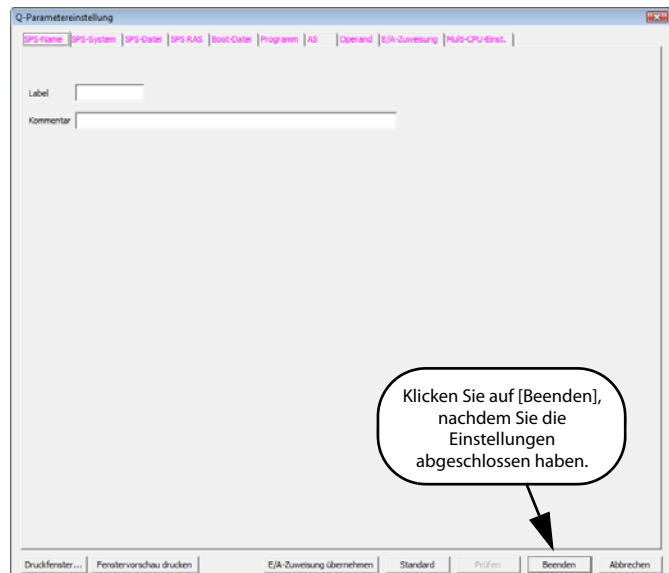 Q-Parametereinstellung
SPS-Name SPS-System SPS-Datei SPS RAS Boot-Datei Programm AS Operand E/A-Zuweisung Multi-CPU-Einst.
Label
Kommentar
Klicken Sie auf [Beenden],
nachdem Sie die
Einstellungen
abgeschlossen haben.
Druckfenster... Fenstervorschau drucken E/A-Zuweisung übernehmen Standard Prüfen Beenden Abbrechen